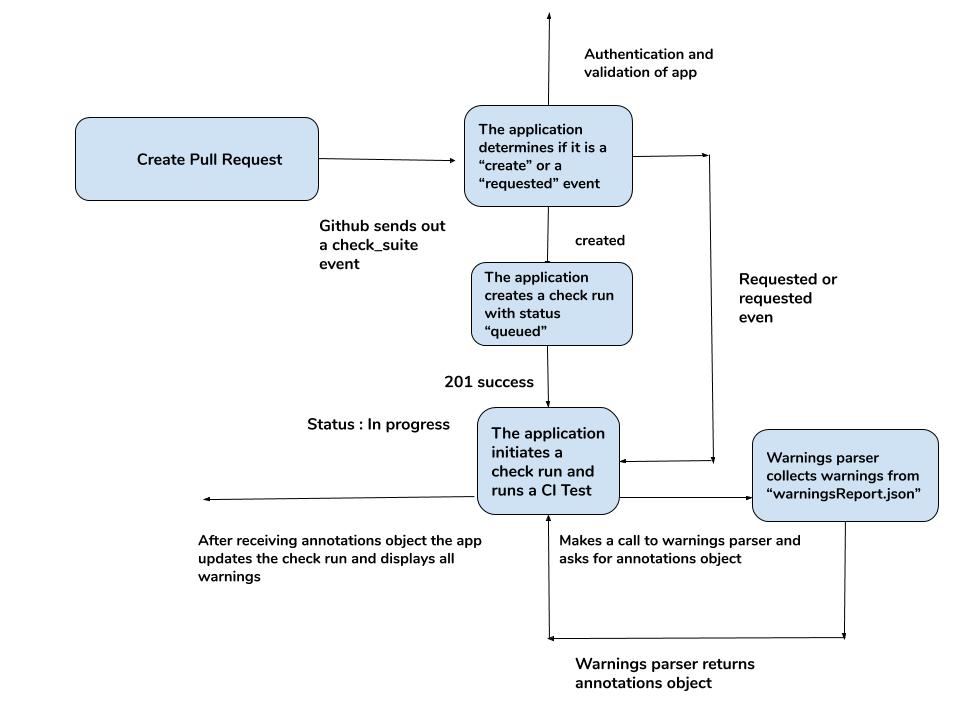 Authentication and
validation of app
Create Pull Request
The application
determines if it is a
“create” or a
“requested” event
Github sends out
a check_suite
event
created
The application
creates a check run
with status
“queued”
Requested or
requested
even
201 success
Status : In progress
The application
initiates a
check run and
runs a CI Test
Warnings parser
collects warnings from
“warningsReport.json”
After receiving annotations object the app
updates the check run and displays all
warnings
Makes a call to warnings parser and
asks for annotations object
Warnings parser returns
annotations object